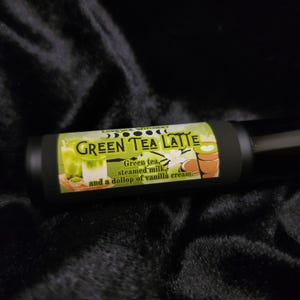 GREEN TEA LATTE
Green tea,
steamed milk,
and a dollop of vanilla cream.